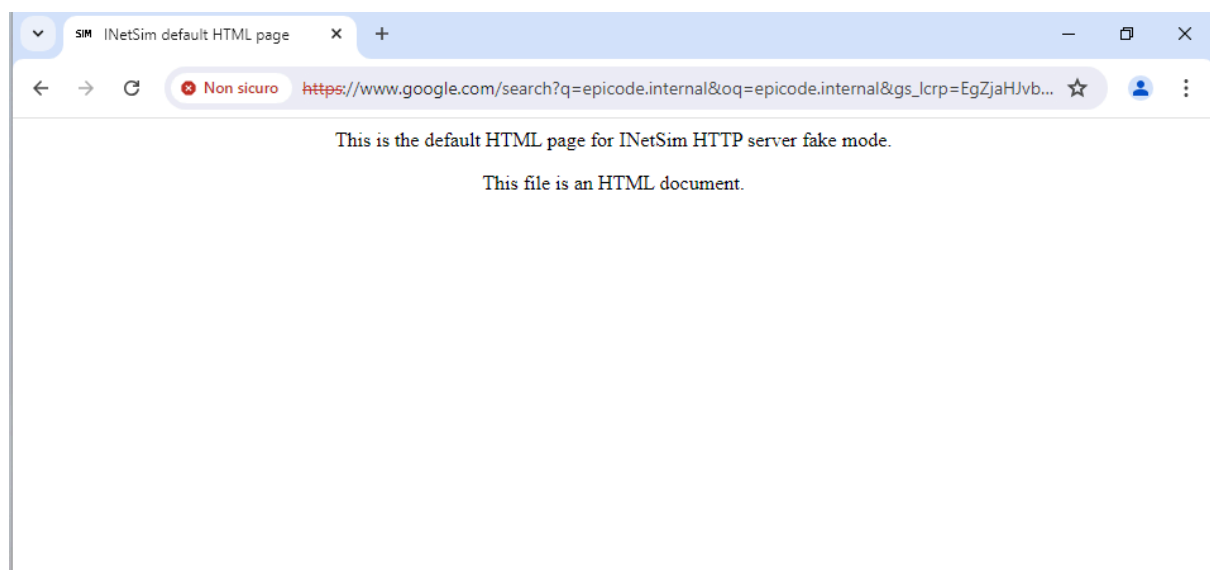 SIM INetSim default HTML page
Non sicuro https://www.google.com/search?q=epicode.internal&oq=epicode.internal&gs_lcrp=EgZjaHJvb...
This is the default HTML page for INetSim HTTP server fake mode.
This file is an HTML document.